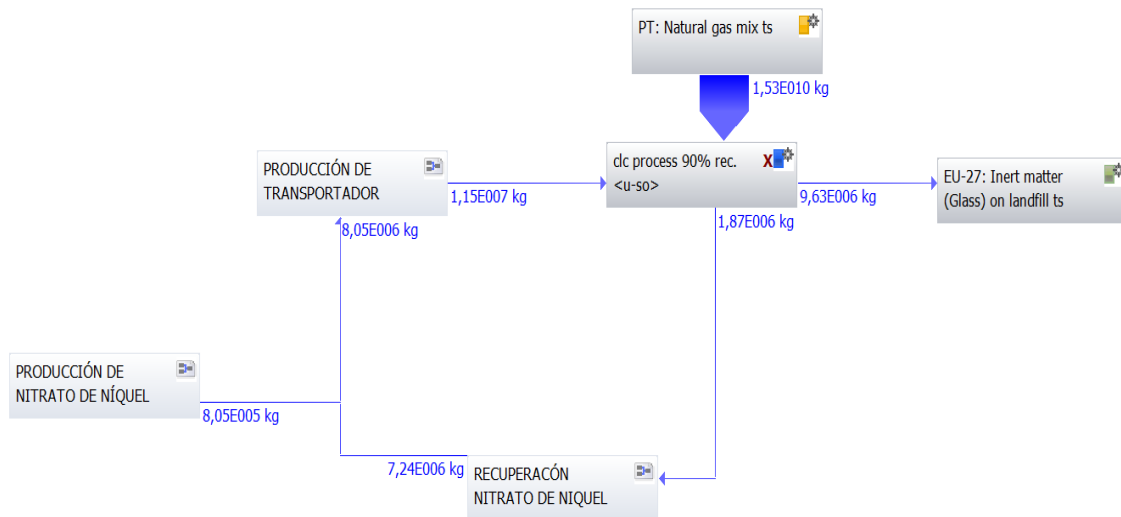 PT: Natural gas mix ts
1,53E010 kg
PRODUCCIÓN DE
TRANSPORTADOR
1,15E007 kg
8,05E006 kg
clc process 90% rec.
<u-so>
X
9,63E006 kg
1,87E006 kg
EU-27: Inert matter
(Glass) on landfill ts
PRODUCCIÓN DE
NITRATO DE NÍQUEL
8,05E005 kg
7,24E006 kg
RECUPERACÓN
NITRATO DE NIQUEL